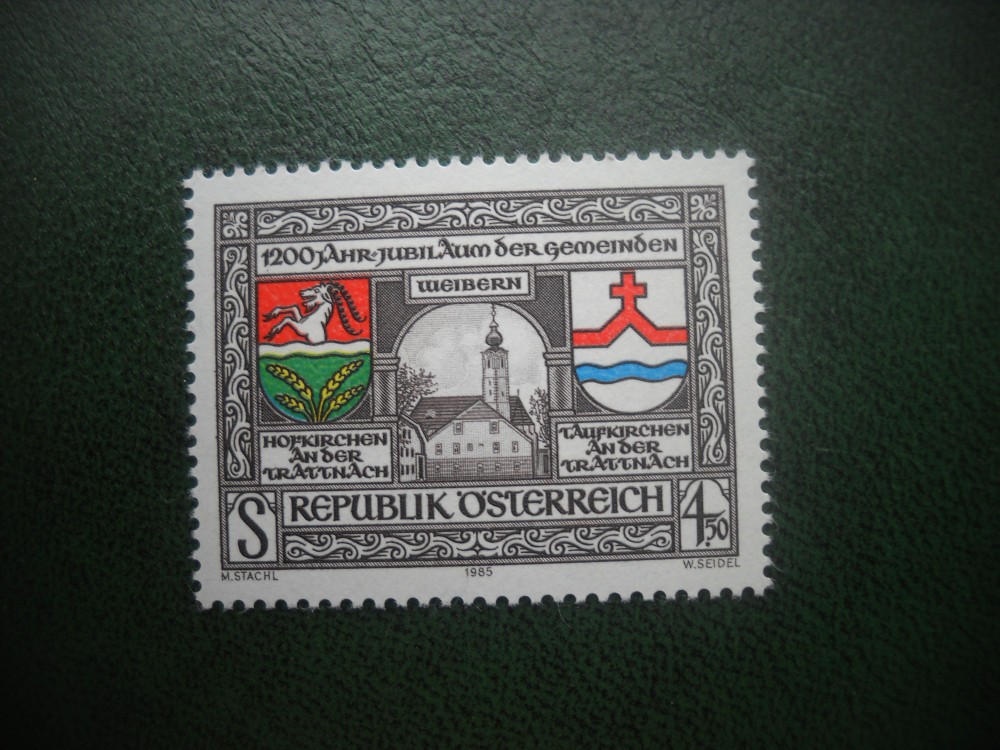 1200 JAHR-JUBILÄUM DER GEMEINDEN
WEIBERN
HOFKIRCHEN
AN DER
TRATTNACH
TAUFKIRCHEN
AN DER
TRATTNACH
S
REPUBLIK ÖSTERREICH
4.50
M. STACHL
1985
W. SEIDEL